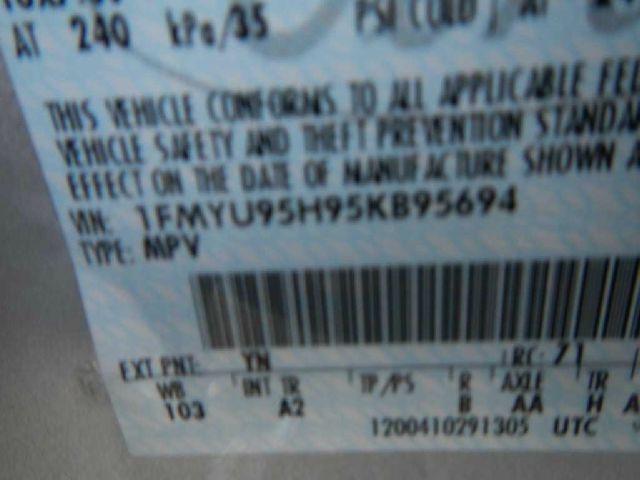 AT 240 kPa/35 PSI COLD AT
THIS VEHICLE CONFORMS TO ALL APPLICABLE FEE
VEHICLE SAFETY AND THEFT PREVENTION STANDA
EFFECT ON THE DATE OF MANUFACTURE SHOWN
VIN: 1FMYU95H95KB95694
TYPE: MPV
EXT PNT: YN RC: 71
WB INT TR TP/PS R AXLE TR
103 A2 B AA H A
1200410291305 UTC